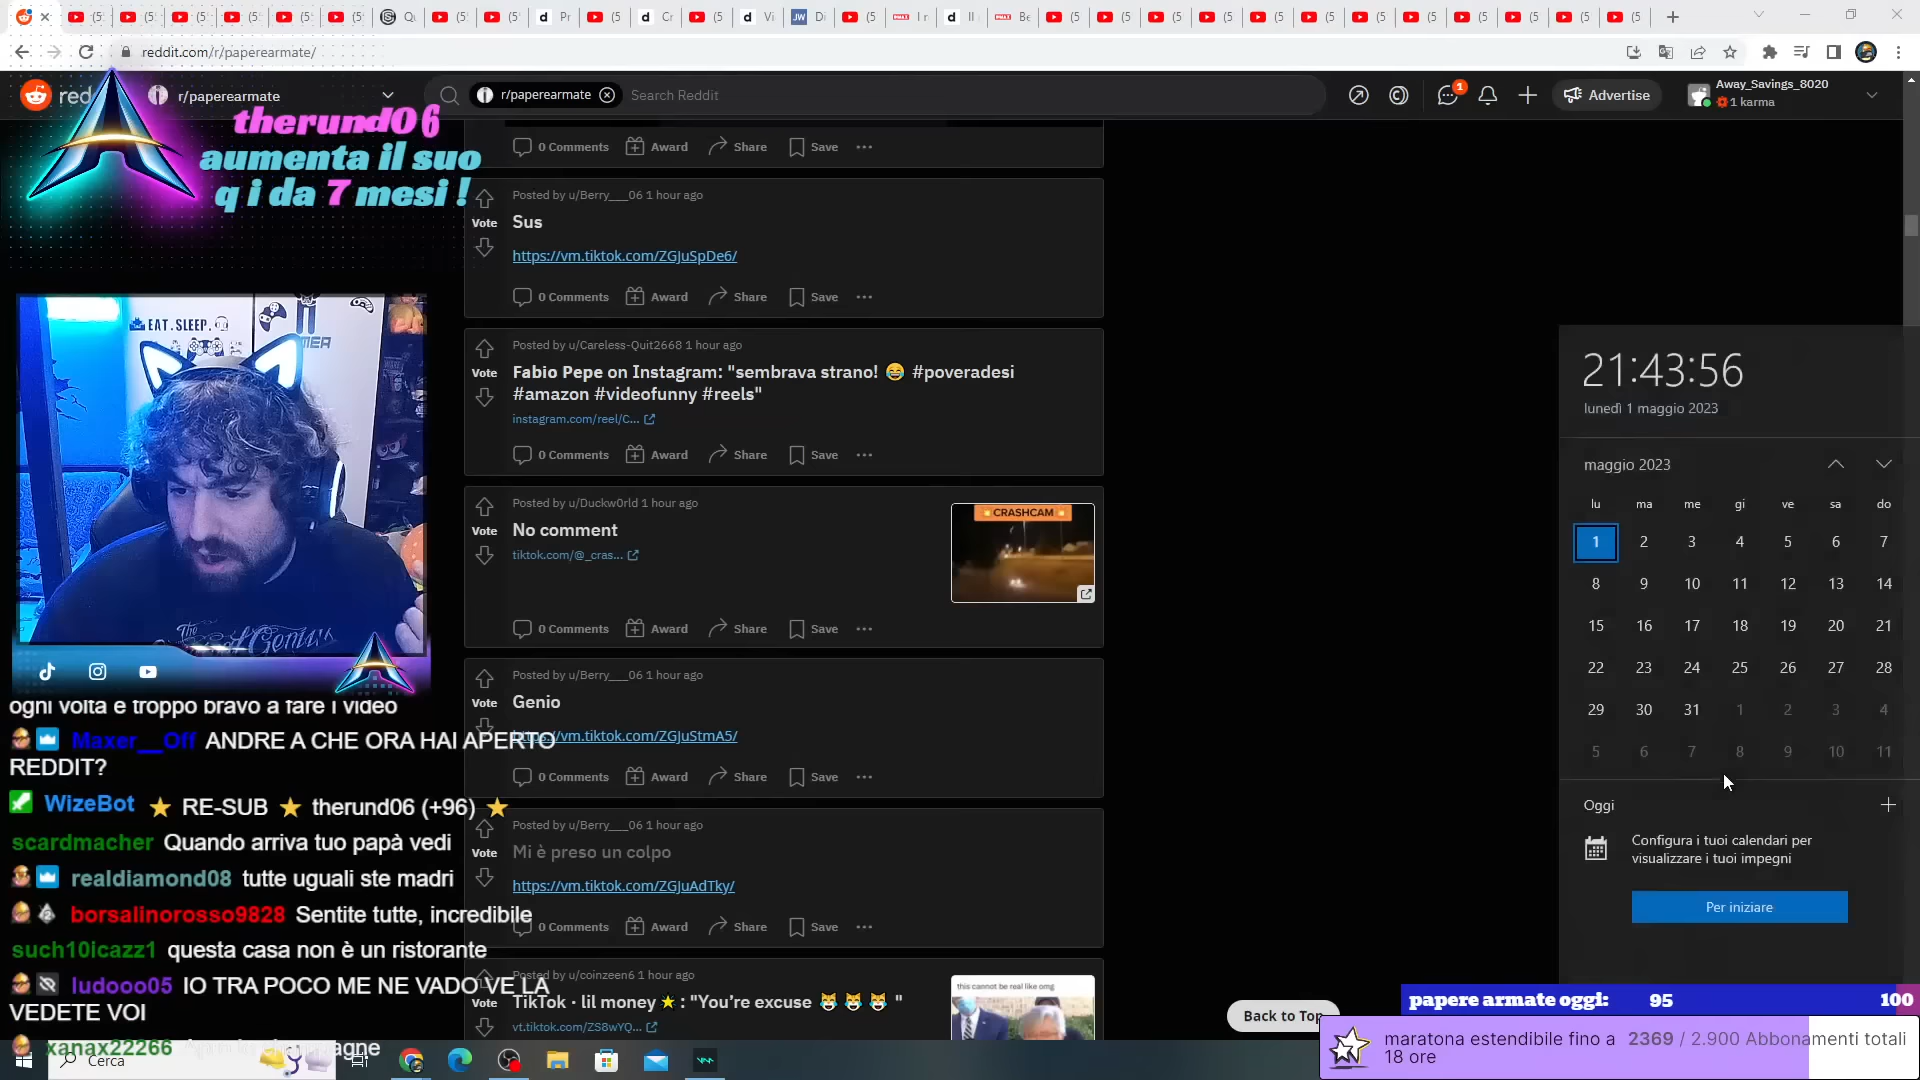 reddit.com/r/paperearmate/
red
r/paperearmate
r/paperearmate
Search Reddit
1
Advertise
Away_Savings_8020
1 karma
therund06
aumenta il suo
q i da 7 mesi !
0 Comments Award Share Save
Posted by u/Berry___06 1 hour ago
Vote
Sus
https://vm.tiktok.com/ZGJuSpDe6/
0 Comments Award Share Save
Posted by u/Careless-Quit2668 1 hour ago
Vote
Fabio Pepe on Instagram: "sembrava strano! 😂 #poveradesi
#amazon #videofunny #reels"
instagram.com/reel/C...
0 Comments Award Share Save
Posted by u/Duckw0rld 1 hour ago
Vote
No comment
tiktok.com/@_cras...
CRASHCAM
0 Comments Award Share Save
Posted by u/Berry___06 1 hour ago
Vote
Genio
https://vm.tiktok.com/ZGJuStmA5/
0 Comments Award Share Save
Posted by u/Berry___06 1 hour ago
Vote
Mi è preso un colpo
https://vm.tiktok.com/ZGJuAdTky/
0 Comments Award Share Save
Posted by u/coinzeen6 1 hour ago
Vote
TikTok · lil money⭐: "You're excuse 😹 😹 😹 "
vt.tiktok.com/ZS8wYQ...
this cannot be real like omg
Back to Top
EAT.SLEEP.
ogni volta è troppo bravo a fare i video
Maxer__Off ANDRE A CHE ORA HAI APERTO
REDDIT?
WizeBot ⭐ RE-SUB ⭐ therund06 (+96) ⭐
scardmacher Quando arriva tuo papà vedi
realdiamond08 tutte uguali ste madri
borsalinorosso9828 Sentite tutte, incredibile
such10icazz1 questa casa non è un ristorante
ludooo05 IO TRA POCO ME NE VADO VE LA
VEDETE VOI
xanax22266
Cerca
21:43:56
lunedì 1 maggio 2023
maggio 2023
lu ma me gi ve sa do
1 2 3 4 5 6 7
8 9 10 11 12 13 14
15 16 17 18 19 20 21
22 23 24 25 26 27 28
29 30 31 1 2 3 4
5 6 7 8 9 10 11
Oggi
Configura i tuoi calendari per
visualizzare i tuoi impegni
Per iniziare
papere armate oggi: 95 100
maratona estendibile fino a
18 ore
2369 / 2.900 Abbonamenti totali